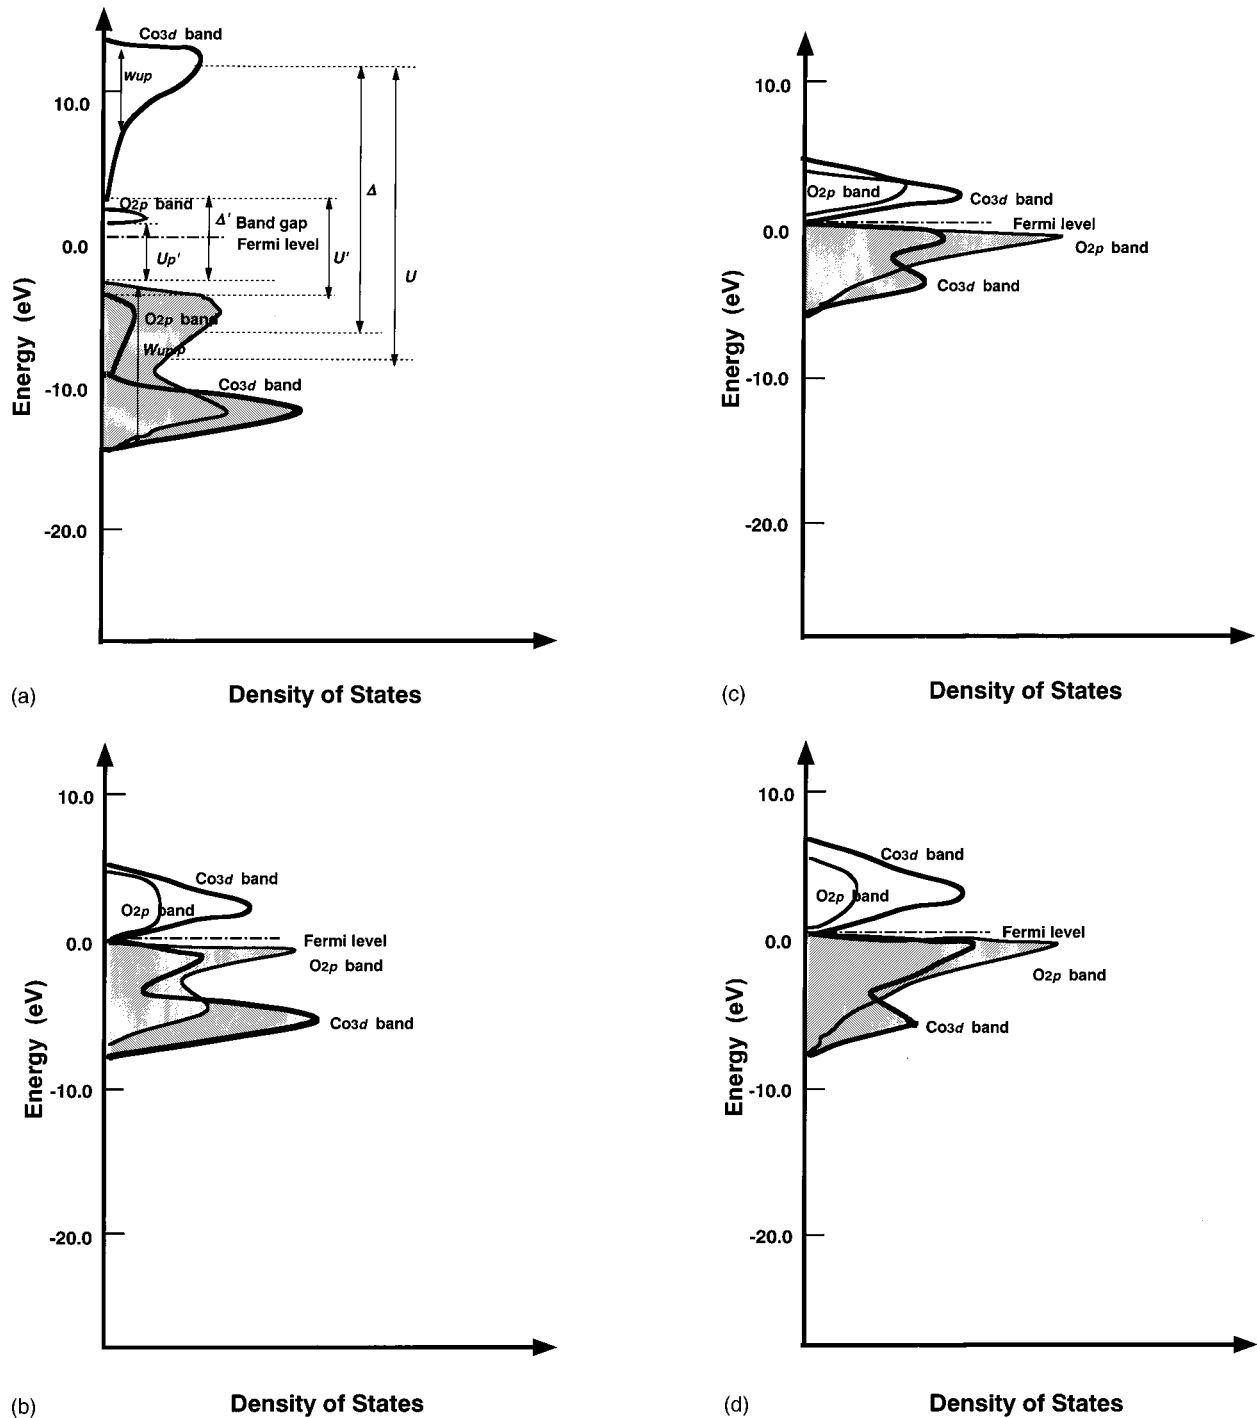 Co3d band
Wup
10.0
O2p band
Δ'
Band gap
Δ
0.0
Fermi level
Up'
U'
U
O2p band
Wupp
-10.0
Co3d band
-20.0
Energy (eV)
(a)
Density of States
10.0
O2p band
Co3d band
Fermi level
0.0
O2p band
Co3d band
-10.0
-20.0
Energy (eV)
(c)
Density of States
10.0
Co3d band
O2p band
Fermi level
0.0
O2p band
Co3d band
-10.0
-20.0
Energy (eV)
(b)
Density of States
10.0
Co3d band
O2p band
Fermi level
0.0
O2p band
Co3d band
-10.0
-20.0
Energy (eV)
(d)
Density of States